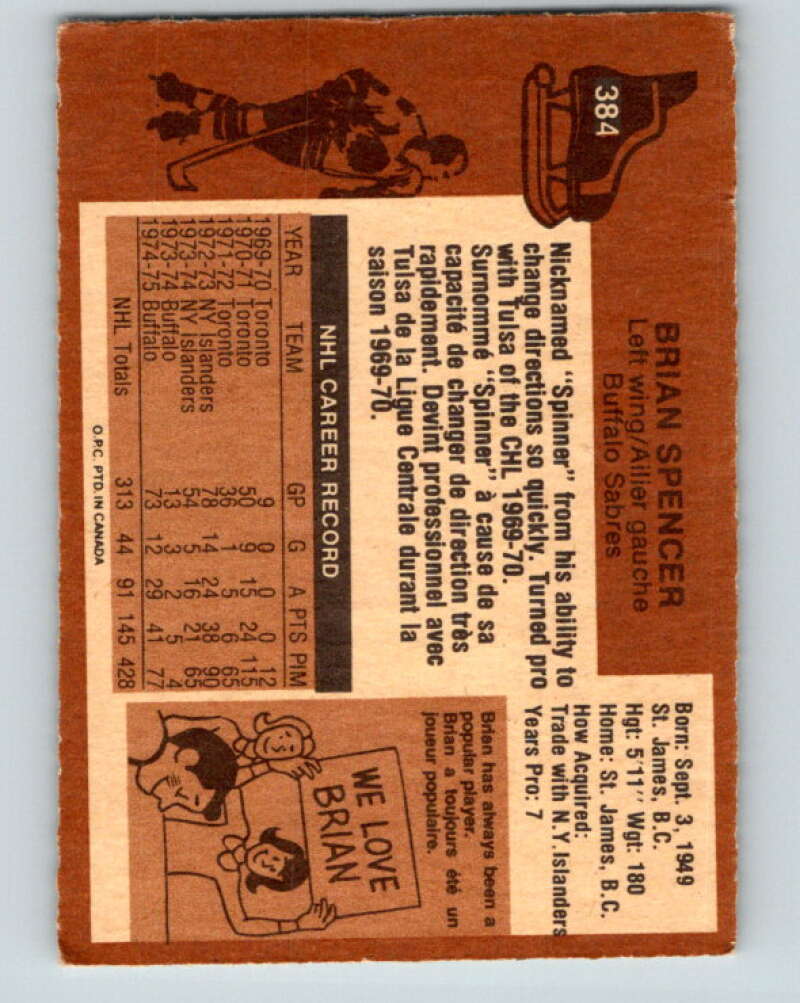 384
BRIAN SPENCER
Left wing/Ailier gauche
Buffalo Sabres
Born: Sept. 3, 1949
St. James, B.C.
Hgt: 5'11" Wgt: 180
Home: St. James, B.C.
How Acquired:
Trade with N.Y. Islanders
Years Pro: 7
Nicknamed "Spinner" from his ability to
change directions so quickly. Turned pro
with Tulsa of the CHL 1969-70.
Surnommé "Spinner" à cause de sa
capacité de changer de direction très
rapidement. Devint professionnel avec
Tulsa de la Ligue Centrale durant la
saison 1969-70.
NHL CAREER RECORD
YEAR TEAM GP G A PTS PIM
1969-70 Toronto 9 0 0 0 12
1970-71 Toronto 50 9 15 24 115
1971-72 Toronto 36 1 5 6 65
1972-73 NY Islanders 78 14 24 38 90
1973-74 NY Islanders 54 5 16 21 65
1973-74 Buffalo 13 3 2 5 4
1974-75 Buffalo 73 12 29 41 77
NHL Totals 313 44 91 145 428
O.P.C. PTD. IN CANADA
Brian has always been a
popular player.
Brian a toujours été un
joueur populaire.
WE LOVE
BRIAN